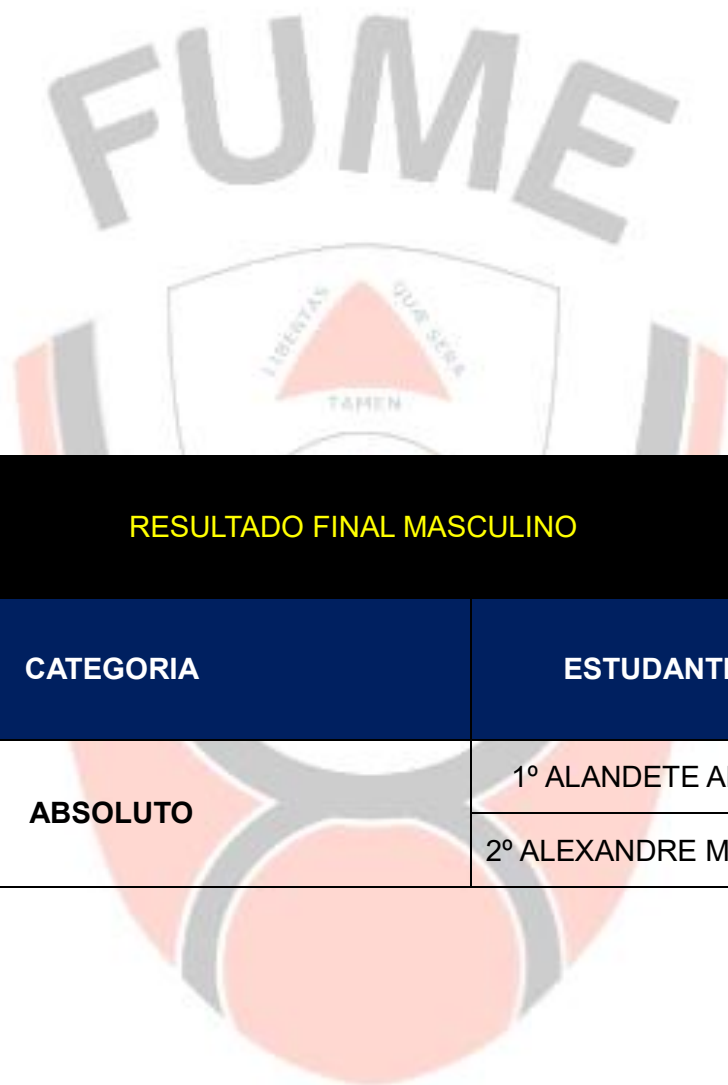 FUME
LIBERTAS QUÆ SERA
TAMEN
RESULTADO FINAL MASCULINO
CATEGORIA
ABSOLUTO
1º ALANDETE
2º ALEXANDRE